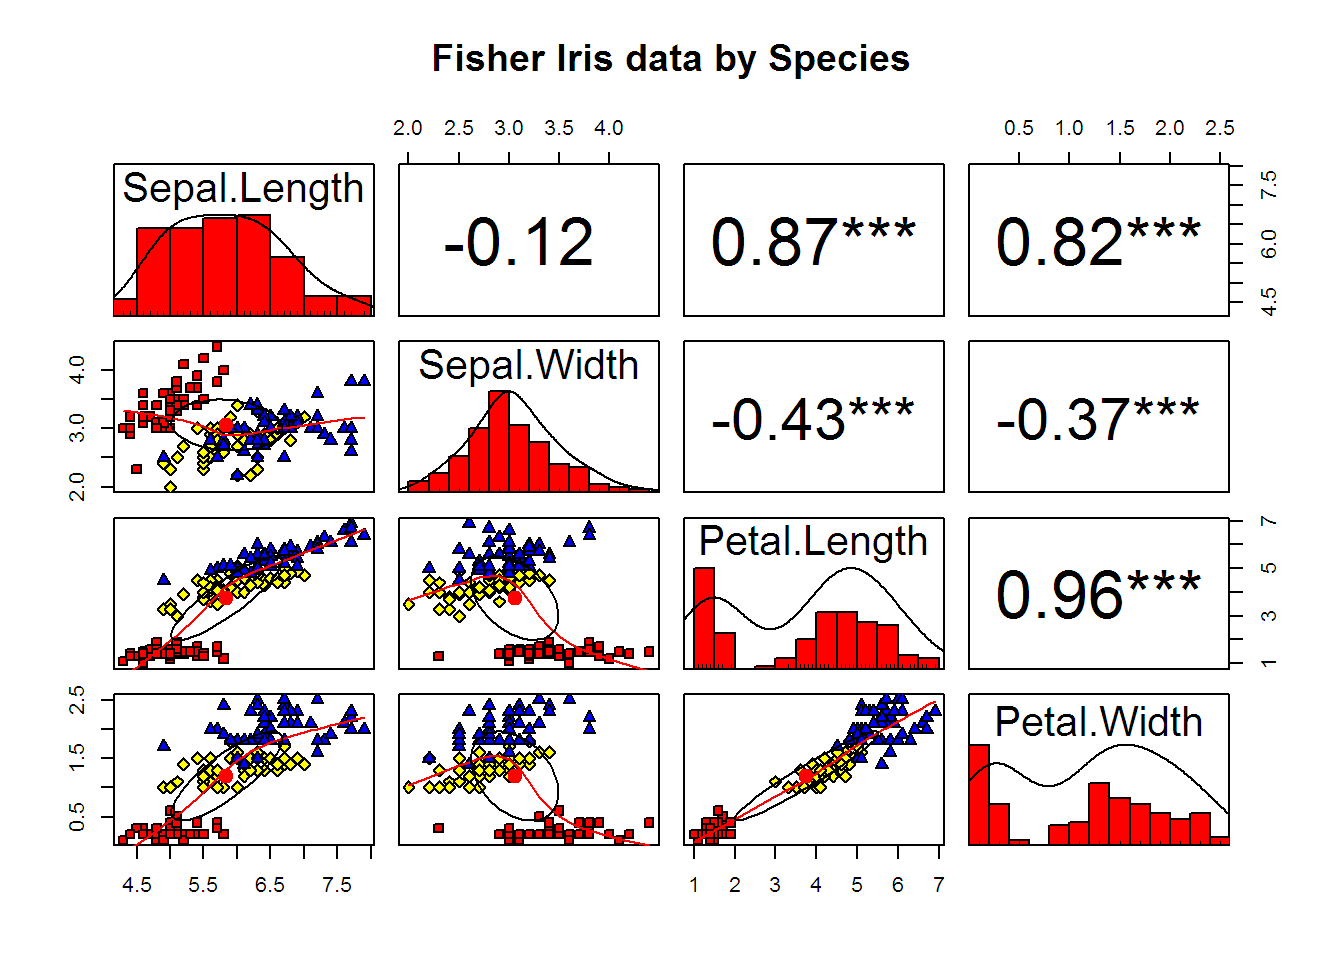 Fisher Iris data by Species
2.0 2.5 3.0 3.5 4.0
0.5 1.0 1.5 2.0 2.5
Sepal.Length
-0.12
0.87***
0.82***
4.5 6.0 7.5
2.0 3.0 4.0
Sepal.Width
-0.43***
-0.37***
Petal.Length
0.96***
1 3 5 7
0.5 1.5 2.5
Petal.Width
4.5 5.5 6.5 7.5
1 2 3 4 5 6 7